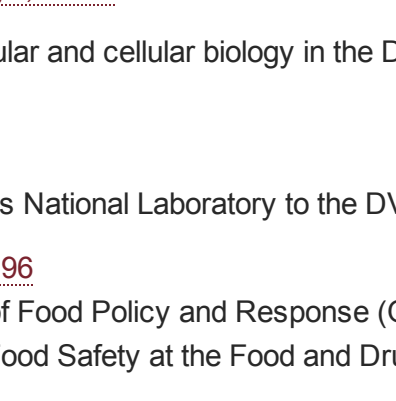 ular and cellular biology in the D
s National Laboratory to the DV
96
of Food Policy and Response (
ood Safety at the Food and Dru